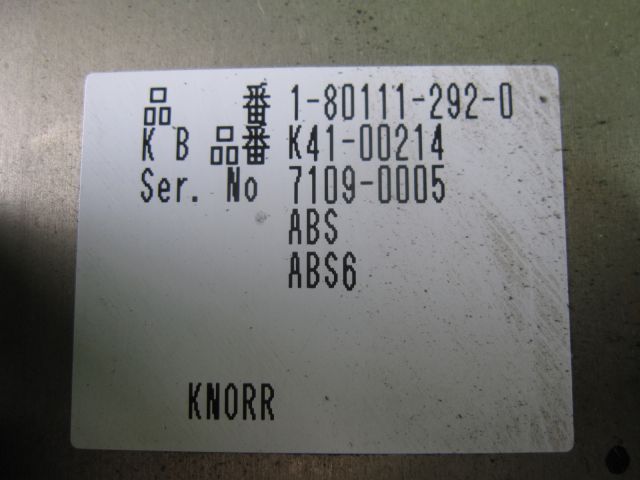 品 番 1-80111-292-0
K B 品番 K41-00214
Ser. No 7109-0005
ABS
ABS6
KNORR